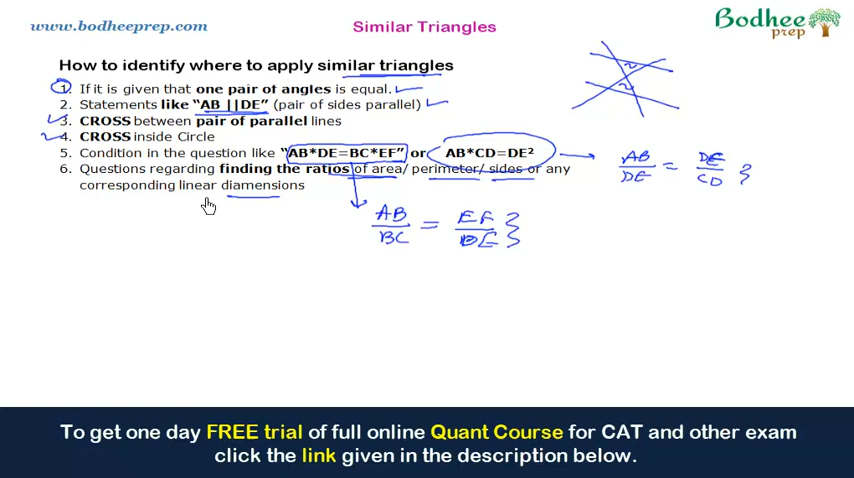 www.bodheeprep.com
Similar Triangles
Bodhee
prep
How to identify where to apply similar triangles
1. If it is given that one pair of angles is equal.
2. Statements like "AB ||DE" (pair of sides parallel)
3. CROSS between pair of parallel lines
4. CROSS inside Circle
5. Condition in the question like "AB*DE=BC*EF" or AB*CD=DE²
AB/DE = DE/CD
6. Questions regarding finding the ratios of area/ perimeter/ sides or any
corresponding linear diamensions
AB/BC = EF/DE
To get one day FREE trial of full online Quant Course for CAT and other exam
click the link given in the description below.